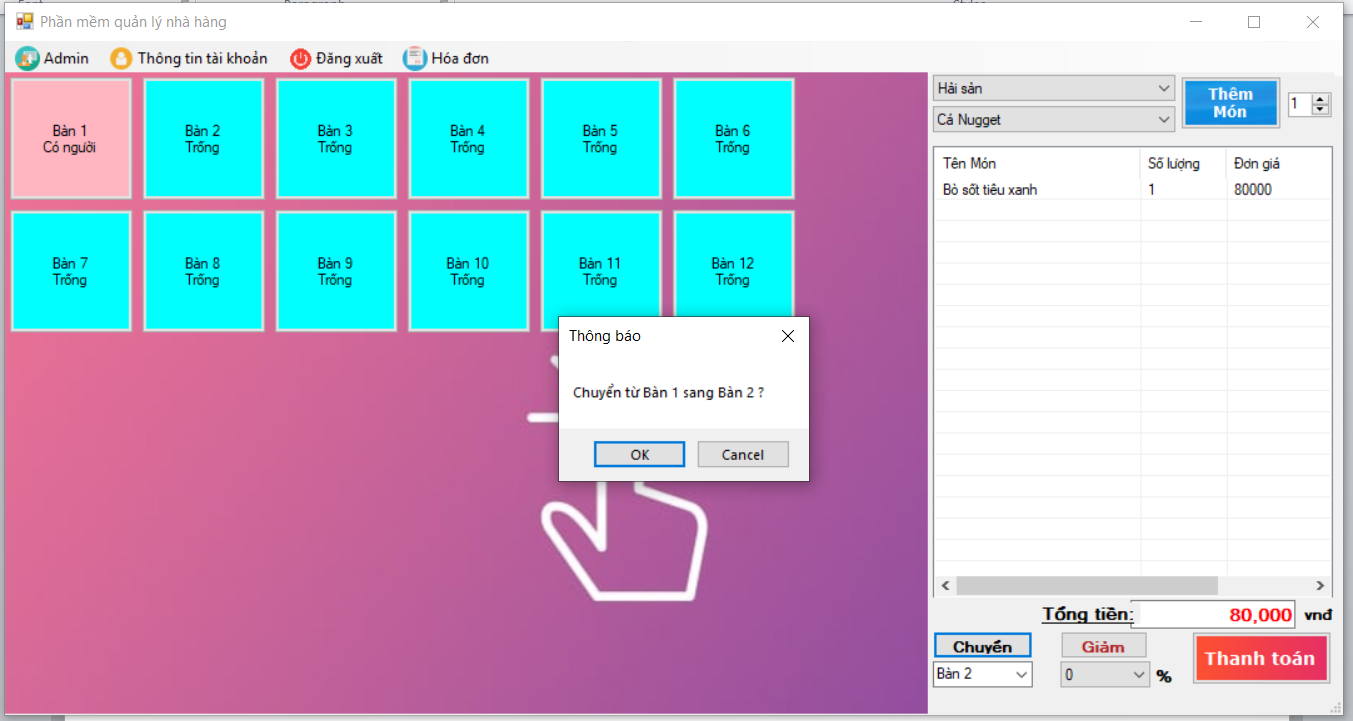 Phần mềm quản lý nhà hàng
Admin
Thông tin tài khoản
Đăng xuất
Hóa đơn
Bàn 1
Có người
Bàn 2
Trống
Bàn 3
Trống
Bàn 4
Trống
Bàn 5
Trống
Bàn 6
Trống
Bàn 7
Trống
Bàn 8
Trống
Bàn 9
Trống
Bàn 10
Trống
Bàn 11
Trống
Bàn 12
Trống
Thông báo
Chuyển từ Bàn 1 sang Bàn 2 ?
OK
Cancel
Hải sản
Cá Nugget
Thêm
Món
1
Tên Món Số lượng Đơn giá
Bò sốt tiêu xanh 1 80000
Tổng tiền: 80,000 vnđ
Chuyển
Bàn 2
Giảm
0 %
Thanh toán